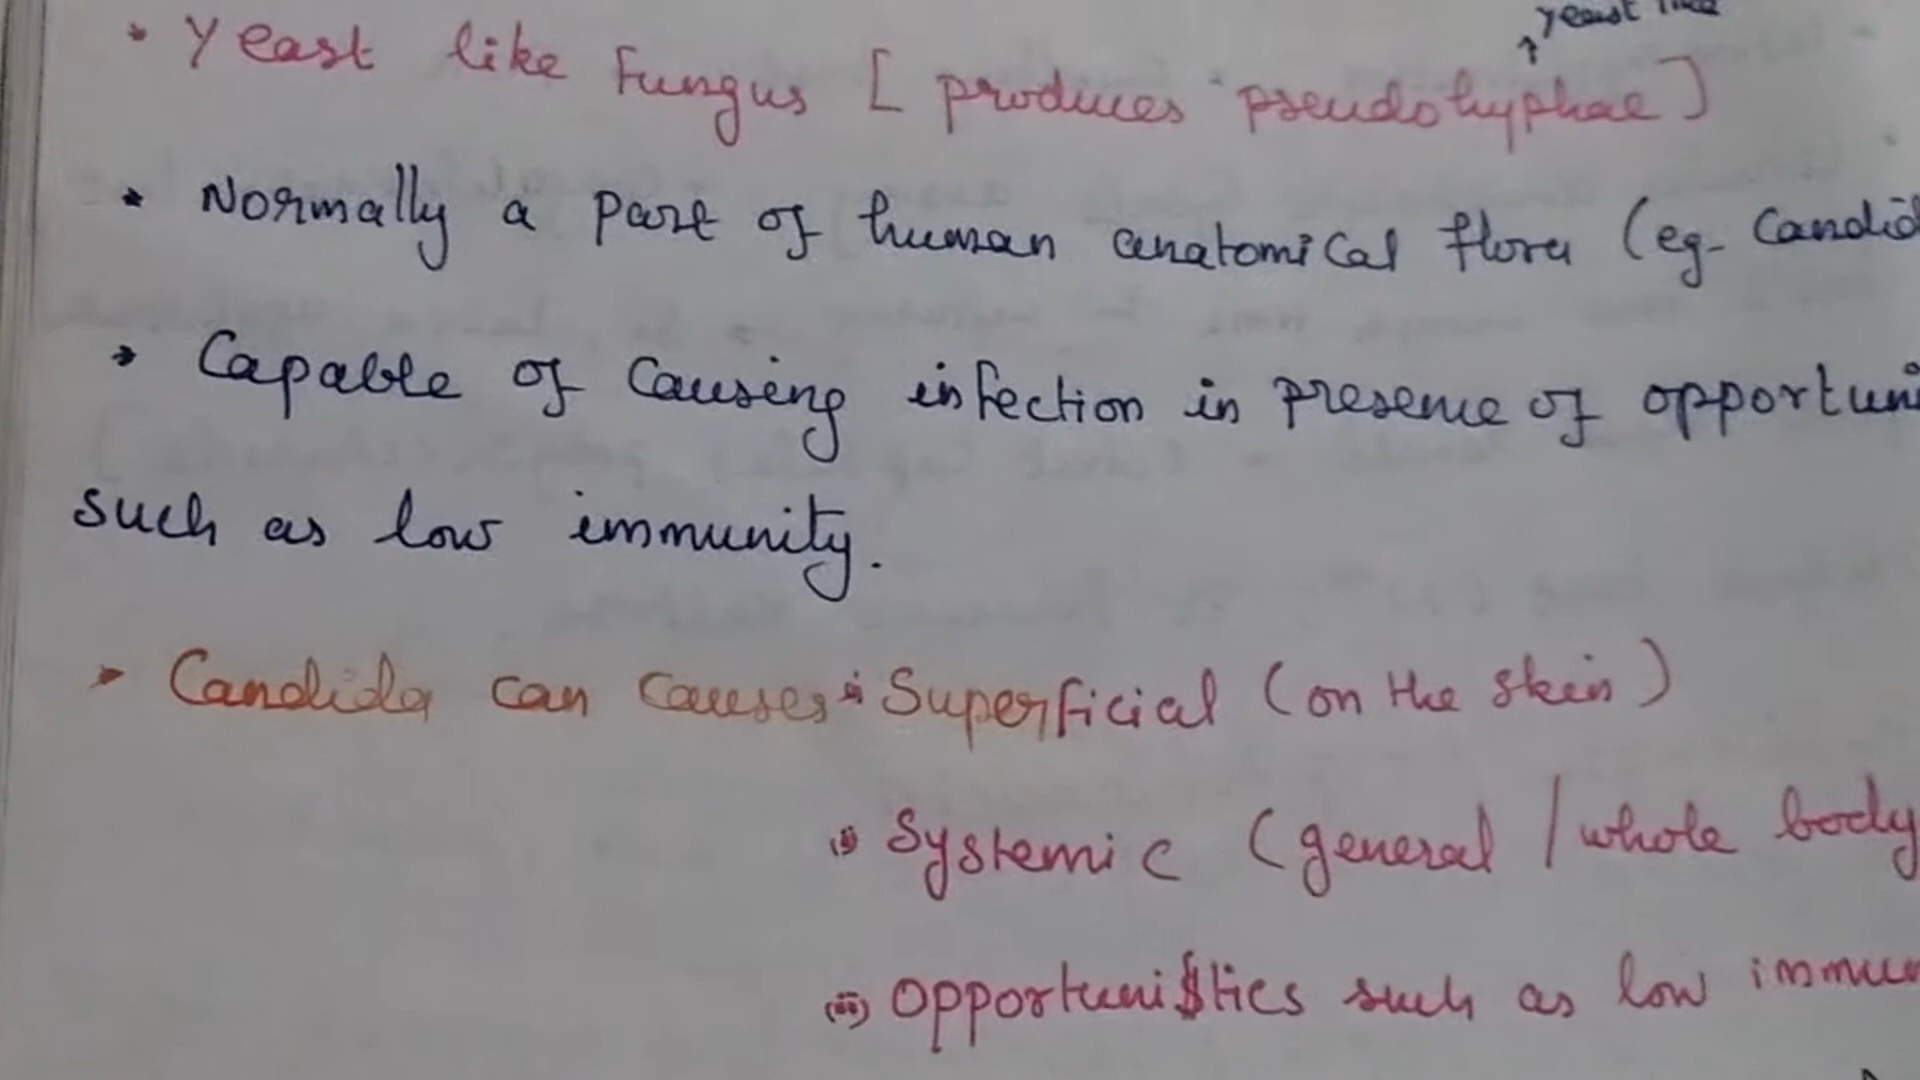 yeast like
• Yeast like Fungus [ produces pseudohyphae ]
• Normally a part of human anatomical flora (eg- Candid
• Capable of Causing infection in presence of opportuni
such as low immunity.
• Candida can causes i) Superficial (on the skin)
(ii) Systemic (general / whole body
(iii) Opportunistics such as low immun